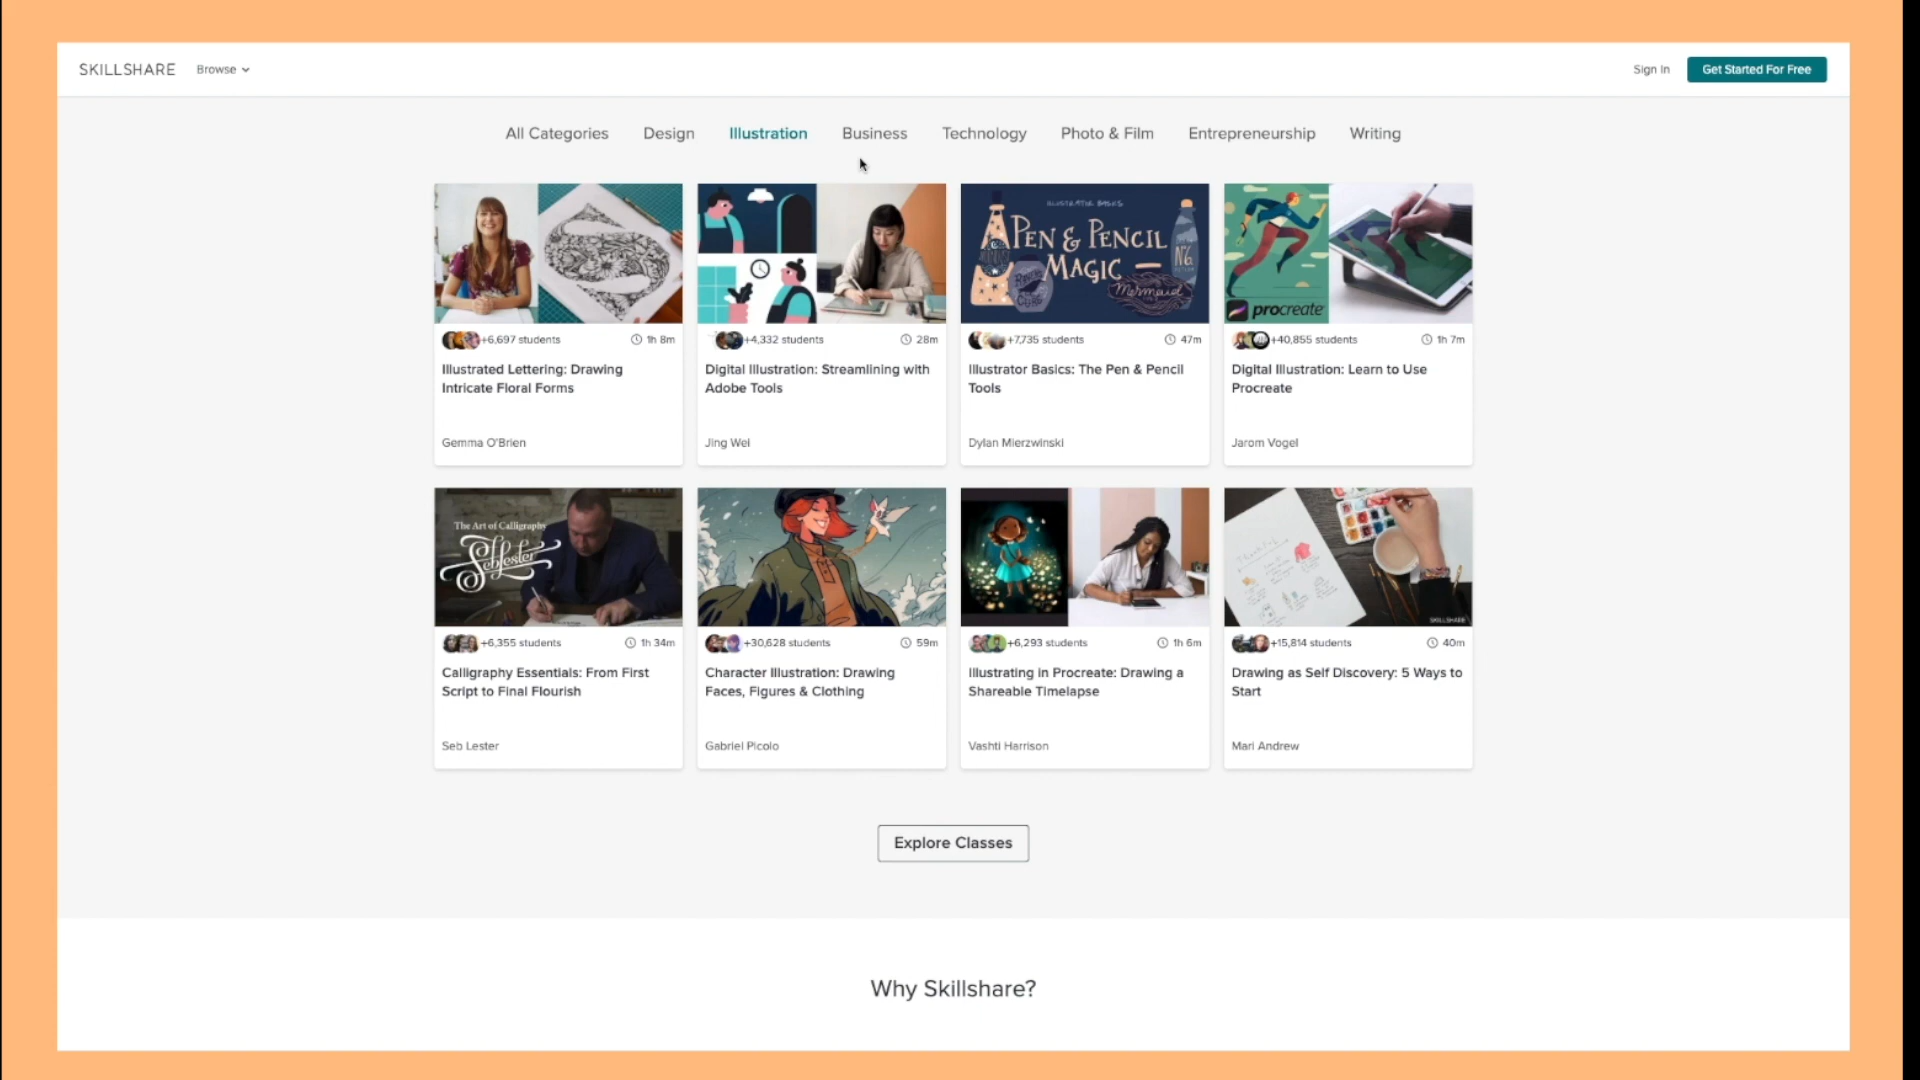 SKILLSHARE Browse Sign In Get Started For Free
All Categories Design Illustration Business Technology Photo & Film Entrepreneurship Writing
ILLUSTRATOR BASICS
PEN & PENCIL
MAGIC
Mermaid
procreate
+6,697 students 1h 8m
Illustrated Lettering: Drawing
Intricate Floral Forms
Gemma O'Brien
+4,332 students 28m
Digital Illustration: Streamlining with
Adobe Tools
Jing Wei
+7,735 students 47m
Illustrator Basics: The Pen & Pencil
Tools
Dylan Mierzwinski
+40,855 students 1h 7m
Digital Illustration: Learn to Use
Procreate
Jarom Vogel
The Art of Calligraphy
Seb Lester
SKILLSHARE
+6,355 students 1h 34m
Calligraphy Essentials: From First
Script to Final Flourish
Seb Lester
+30,628 students 59m
Character Illustration: Drawing
Faces, Figures & Clothing
Gabriel Picolo
+6,293 students 1h 6m
Illustrating in Procreate: Drawing a
Shareable Timelapse
Vashti Harrison
+15,814 students 40m
Drawing as Self Discovery: 5 Ways to
Start
Mari Andrew
Explore Classes
Why Skillshare?